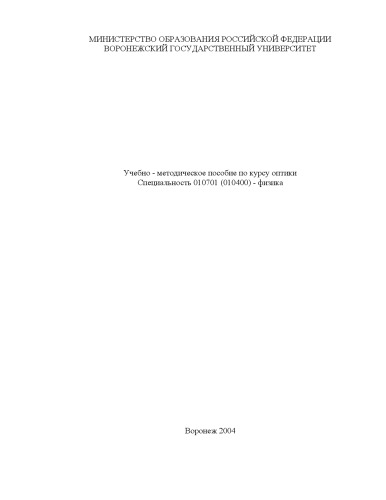 МИНИСТЕРСТВО ОБРАЗОВАНИЯ РОССИЙСКОЙ ФЕДЕРАЦИИ
ВОРОНЕЖСКИЙ ГОСУДАРСТВЕННЫЙ УНИВЕРСИТЕТ
Учебно - методическое пособие по курсу оптики
Специальность 010701 (010400) - физика
Воронеж 2004